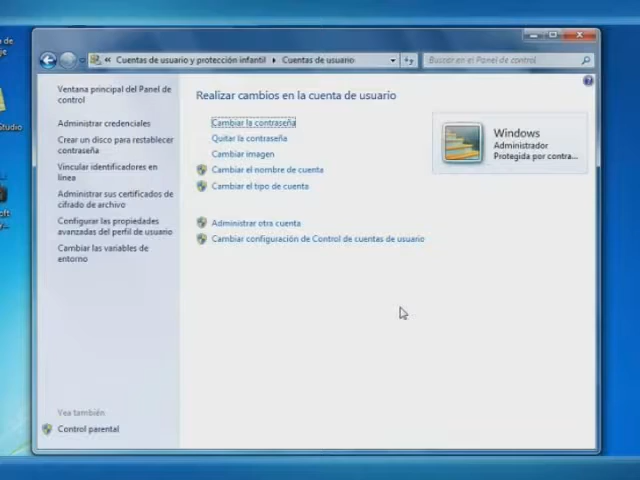 Cuentas de usuario y protección infantil
Cuentas de usuario
Buscar en el Panel de control
Ventana principal del Panel de
control
Administrar credenciales
Crear un disco para restablecer
contraseña
Vincular identificadores en
línea
Administrar sus certificados de
cifrado de archivo
Configurar las propiedades
avanzadas del perfil de usuario
Cambiar las variables de
entorno
Vea también
Control parental
Realizar cambios en la cuenta de usuario
Cambiar la contraseña
Quitar la contraseña
Cambiar imagen
Cambiar el nombre de cuenta
Cambiar el tipo de cuenta
Administrar otra cuenta
Cambiar configuración de Control de cuentas de usuario
Windows
Administrador
Protegida por contra...
de
Studio